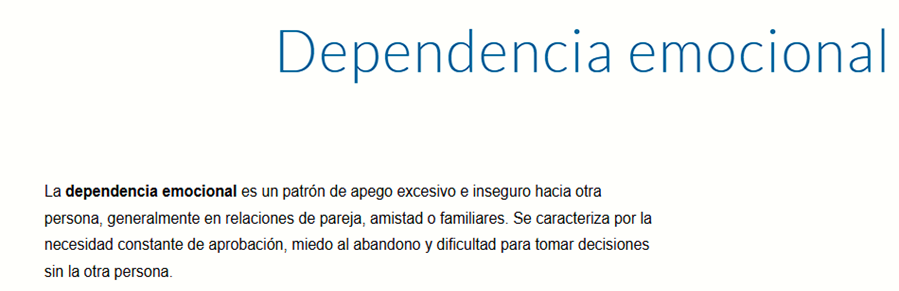 Dependencia emocional
La dependencia emocional es un patrón de apego excesivo e inseguro hacia otra
persona, generalmente en relaciones de pareja, amistad o familiares. Se caracteriza por la
necesidad constante de aprobación, miedo al abandono y dificultad para tomar decisiones
sin la otra persona.